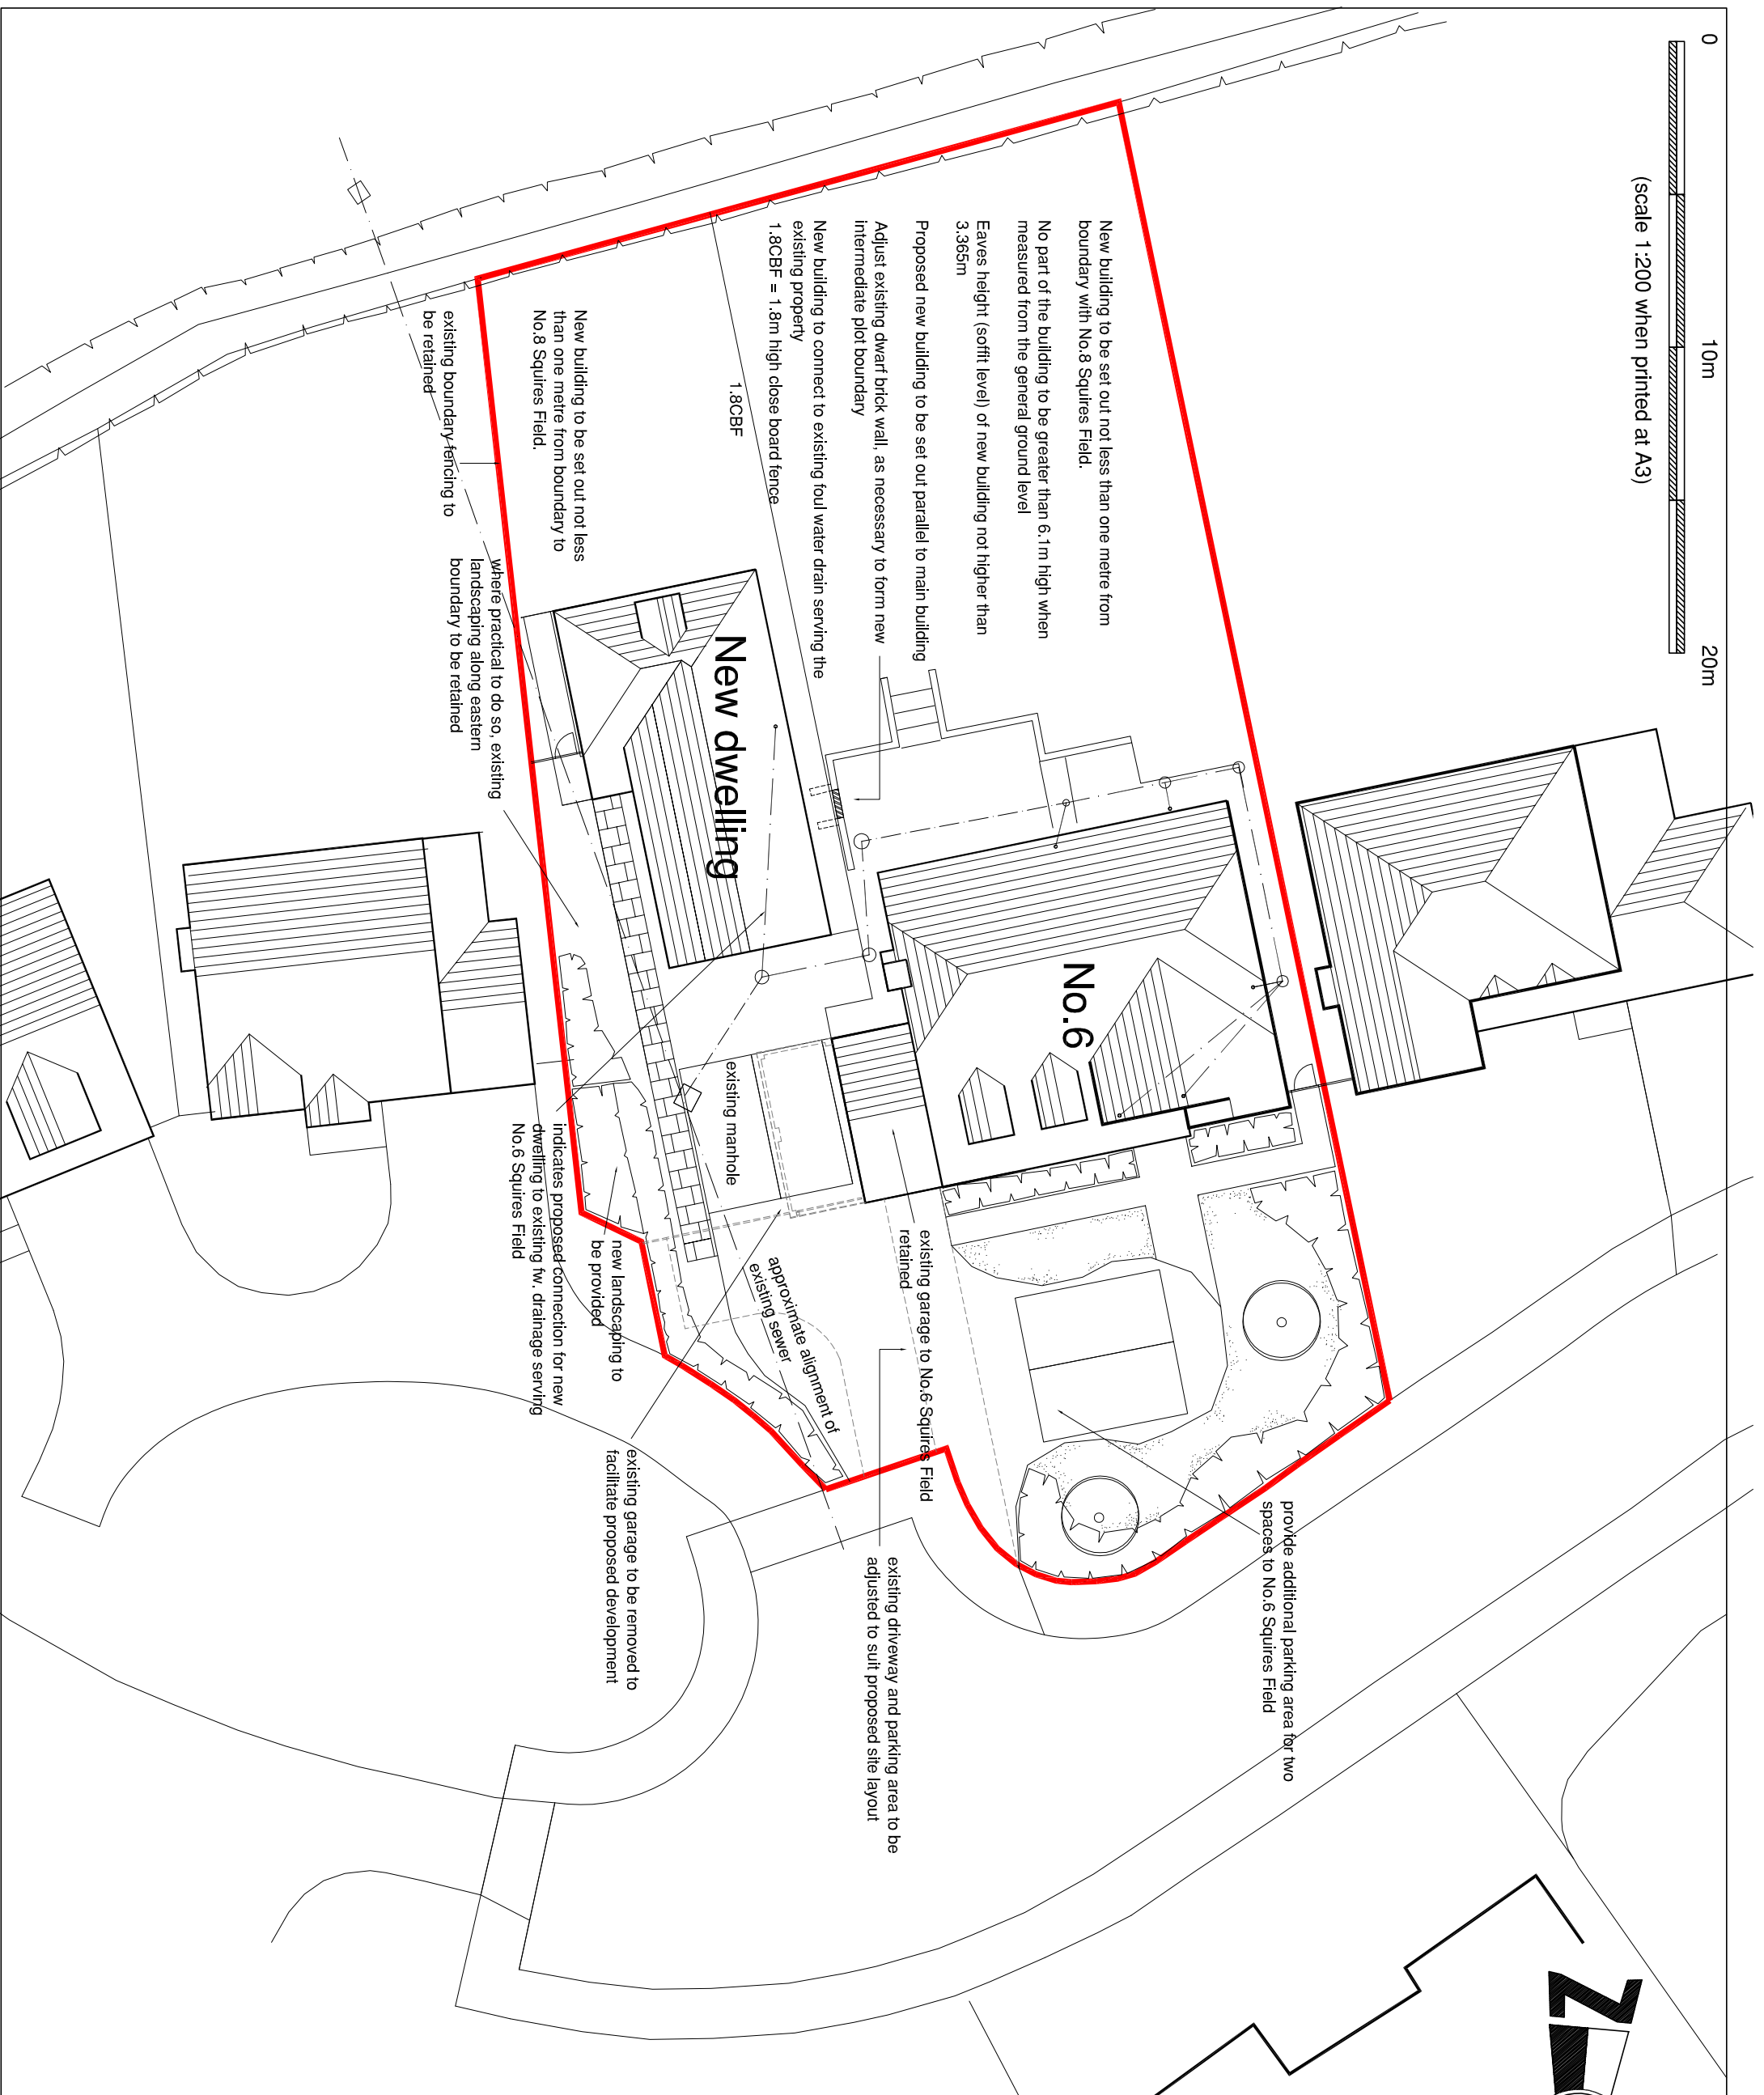 0
10m
20m
(scale 1:200 when printed at A3)
New building to be set out not less than one metre from
boundary with No.8 Squires Field.
No part of the building to be greater than 6.1m high when
measured from the general ground level
Eaves height (soffit level) of new building not higher than
3.365m
Proposed new building to be set out parallel to main building
Adjust existing dwarf brick wall, as necessary to form new
intermediate plot boundary
New building to connect to existing foul water drain serving the
existing property
1.8CBF = 1.8m high close board fence
1.8CBF
New building to be set out not less
than one metre from boundary to
No.8 Squires Field.
existing boundary fencing to
be retained
where practical to do so, existing
landscaping along eastern
boundary to be retained
New dwelling
No.6
existing manhole
indicates proposed connection for new
dwelling to existing fw. drainage serving
No.6 Squires Field
new landscaping to
be provided
approximate alignment of
existing sewer
existing garage to No.6 Squires Field
retained
existing garage to be removed to
facilitate proposed development
existing driveway and parking area to be
adjusted to suit proposed site layout
provide additional parking area for two
spaces to No.6 Squires Field
N